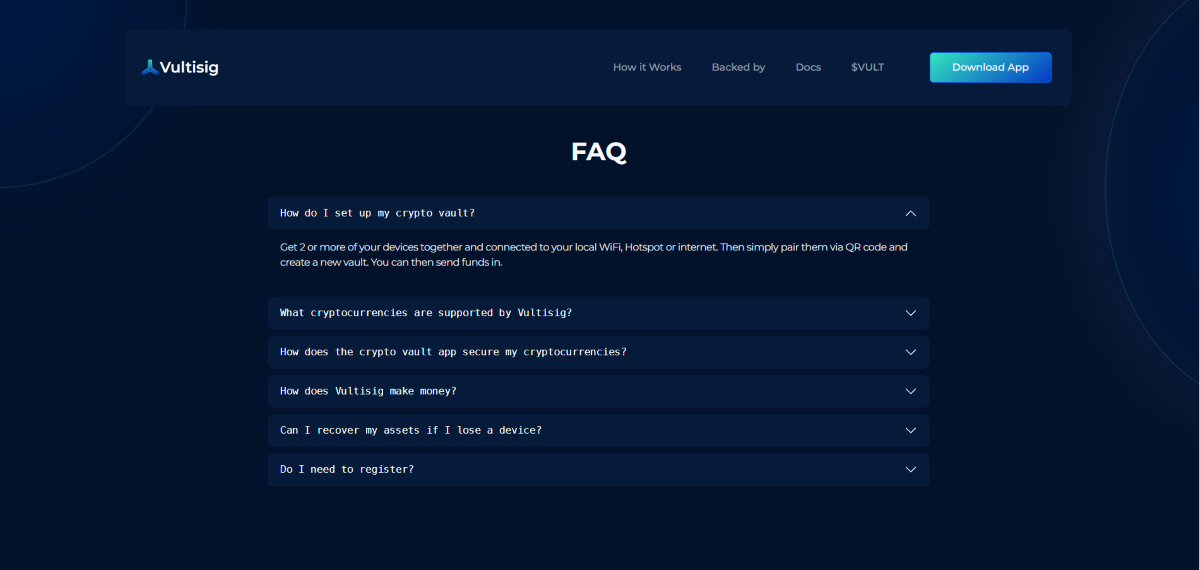 Vultisig
How it Works
Backed by
Docs
$VULT
Download App
FAQ
How do I set up my crypto vault?
Get 2 or more of your devices together and connected to your local WiFi, Hotspot or internet. Then simply pair them via QR code and
create a new vault. You can then send funds in.
What cryptocurrencies are supported by Vultisig?
How does the crypto vault app secure my cryptocurrencies?
How does Vultisig make money?
Can I recover my assets if I lose a device?
Do I need to register?